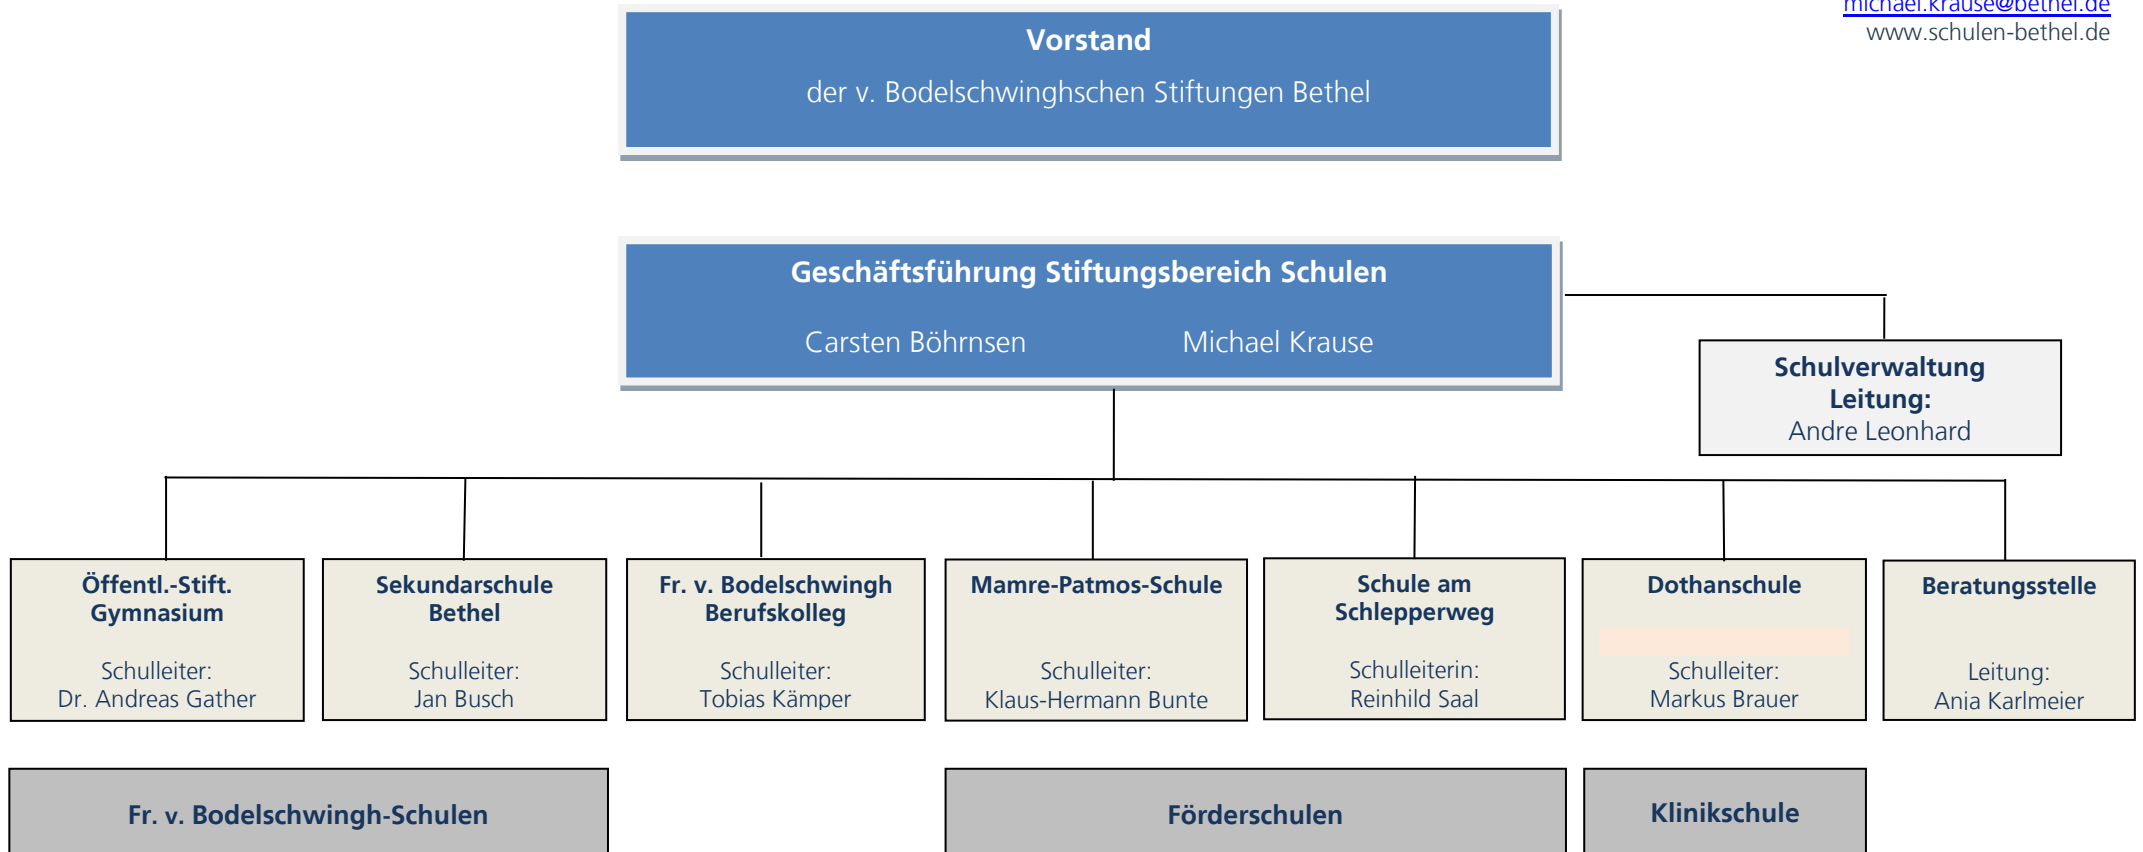 michael.krause@bethel.de
www.schulen-bethel.de
Vorstand
der v. Bodelschwinghschen Stiftungen Bethel
Geschäftsführung Stiftungsbereich Schulen
Carsten Böhrnsen Michael Krause
Schulverwaltung
Leitung:
Andre Leonhard
Öffentl.-Stift.
Gymnasium
Schulleiter:
Dr. Andreas Gather
Sekundarschule
Bethel
Schulleiter:
Jan Busch
Fr. v. Bodelschwingh
Berufskolleg
Schulleiter:
Tobias Kämper
Mamre-Patmos-Schule
Schulleiter:
Klaus-Hermann Bunte
Schule am
Schlepperweg
Schulleiterin:
Reinhild Saal
Dothanschule
Schulleiter:
Markus Brauer
Beratungsstelle
Leitung:
Ania Karlmeier
Fr. v. Bodelschwingh-Schulen
Förderschulen
Klinikschule